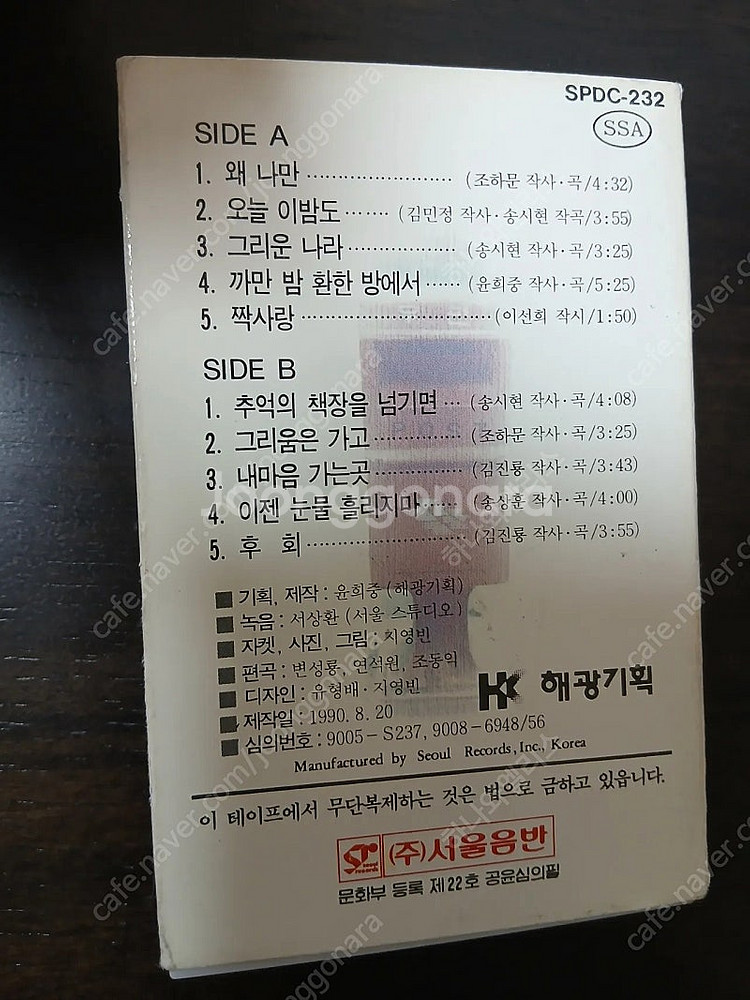 SPDC-232
SSA
SIDE A
1. 왜 나만 ························ (조하문 작사·곡/4:32)
2. 오늘 이밤도 ······· (김민정 작사·송시현 작곡/3:55)
3. 그리운 나라 ················· (송시현 작사·곡/3:25)
4. 까만 밤 환한 방에서 ······ (윤희중 작사·곡/5:25)
5. 짝사랑 ······························ (이선희 작시/1:50)
SIDE B
1. 추억의 책장을 넘기면 ··· (송시현 작사·곡/4:08)
2. 그리움은 가고 ·············· (조하문 작사·곡/3:25)
3. 내마음 가는곳 ·············· (김진룡 작사·곡/3:43)
4. 이젠 눈물 흘리지마 ······ (송상훈 작사·곡/4:00)
5. 후 회 ························· (김진룡 작사·곡/3:55)
■ 기획, 제작 : 윤희중 (해광기획)
■ 녹음 : 서상환 (서울 스튜디오)
■ 자켓, 사진, 그림 : 지영빈
■ 편곡 : 변성룡, 연석원, 조동익
■ 디자인 : 유형배·지영빈
■ 제작일 : 1990. 8. 20
■ 심의번호 : 9005-S237, 9008-6948/56
HK 해광기획
Manufactured by Seoul Records, Inc., Korea
이 테이프에서 무단복제하는 것은 법으로 금하고 있읍니다.
SR seoul records (주)서울음반
문화부 등록 제22호 공윤심의필
joonggonara
cafe.naver.com/joonggonara